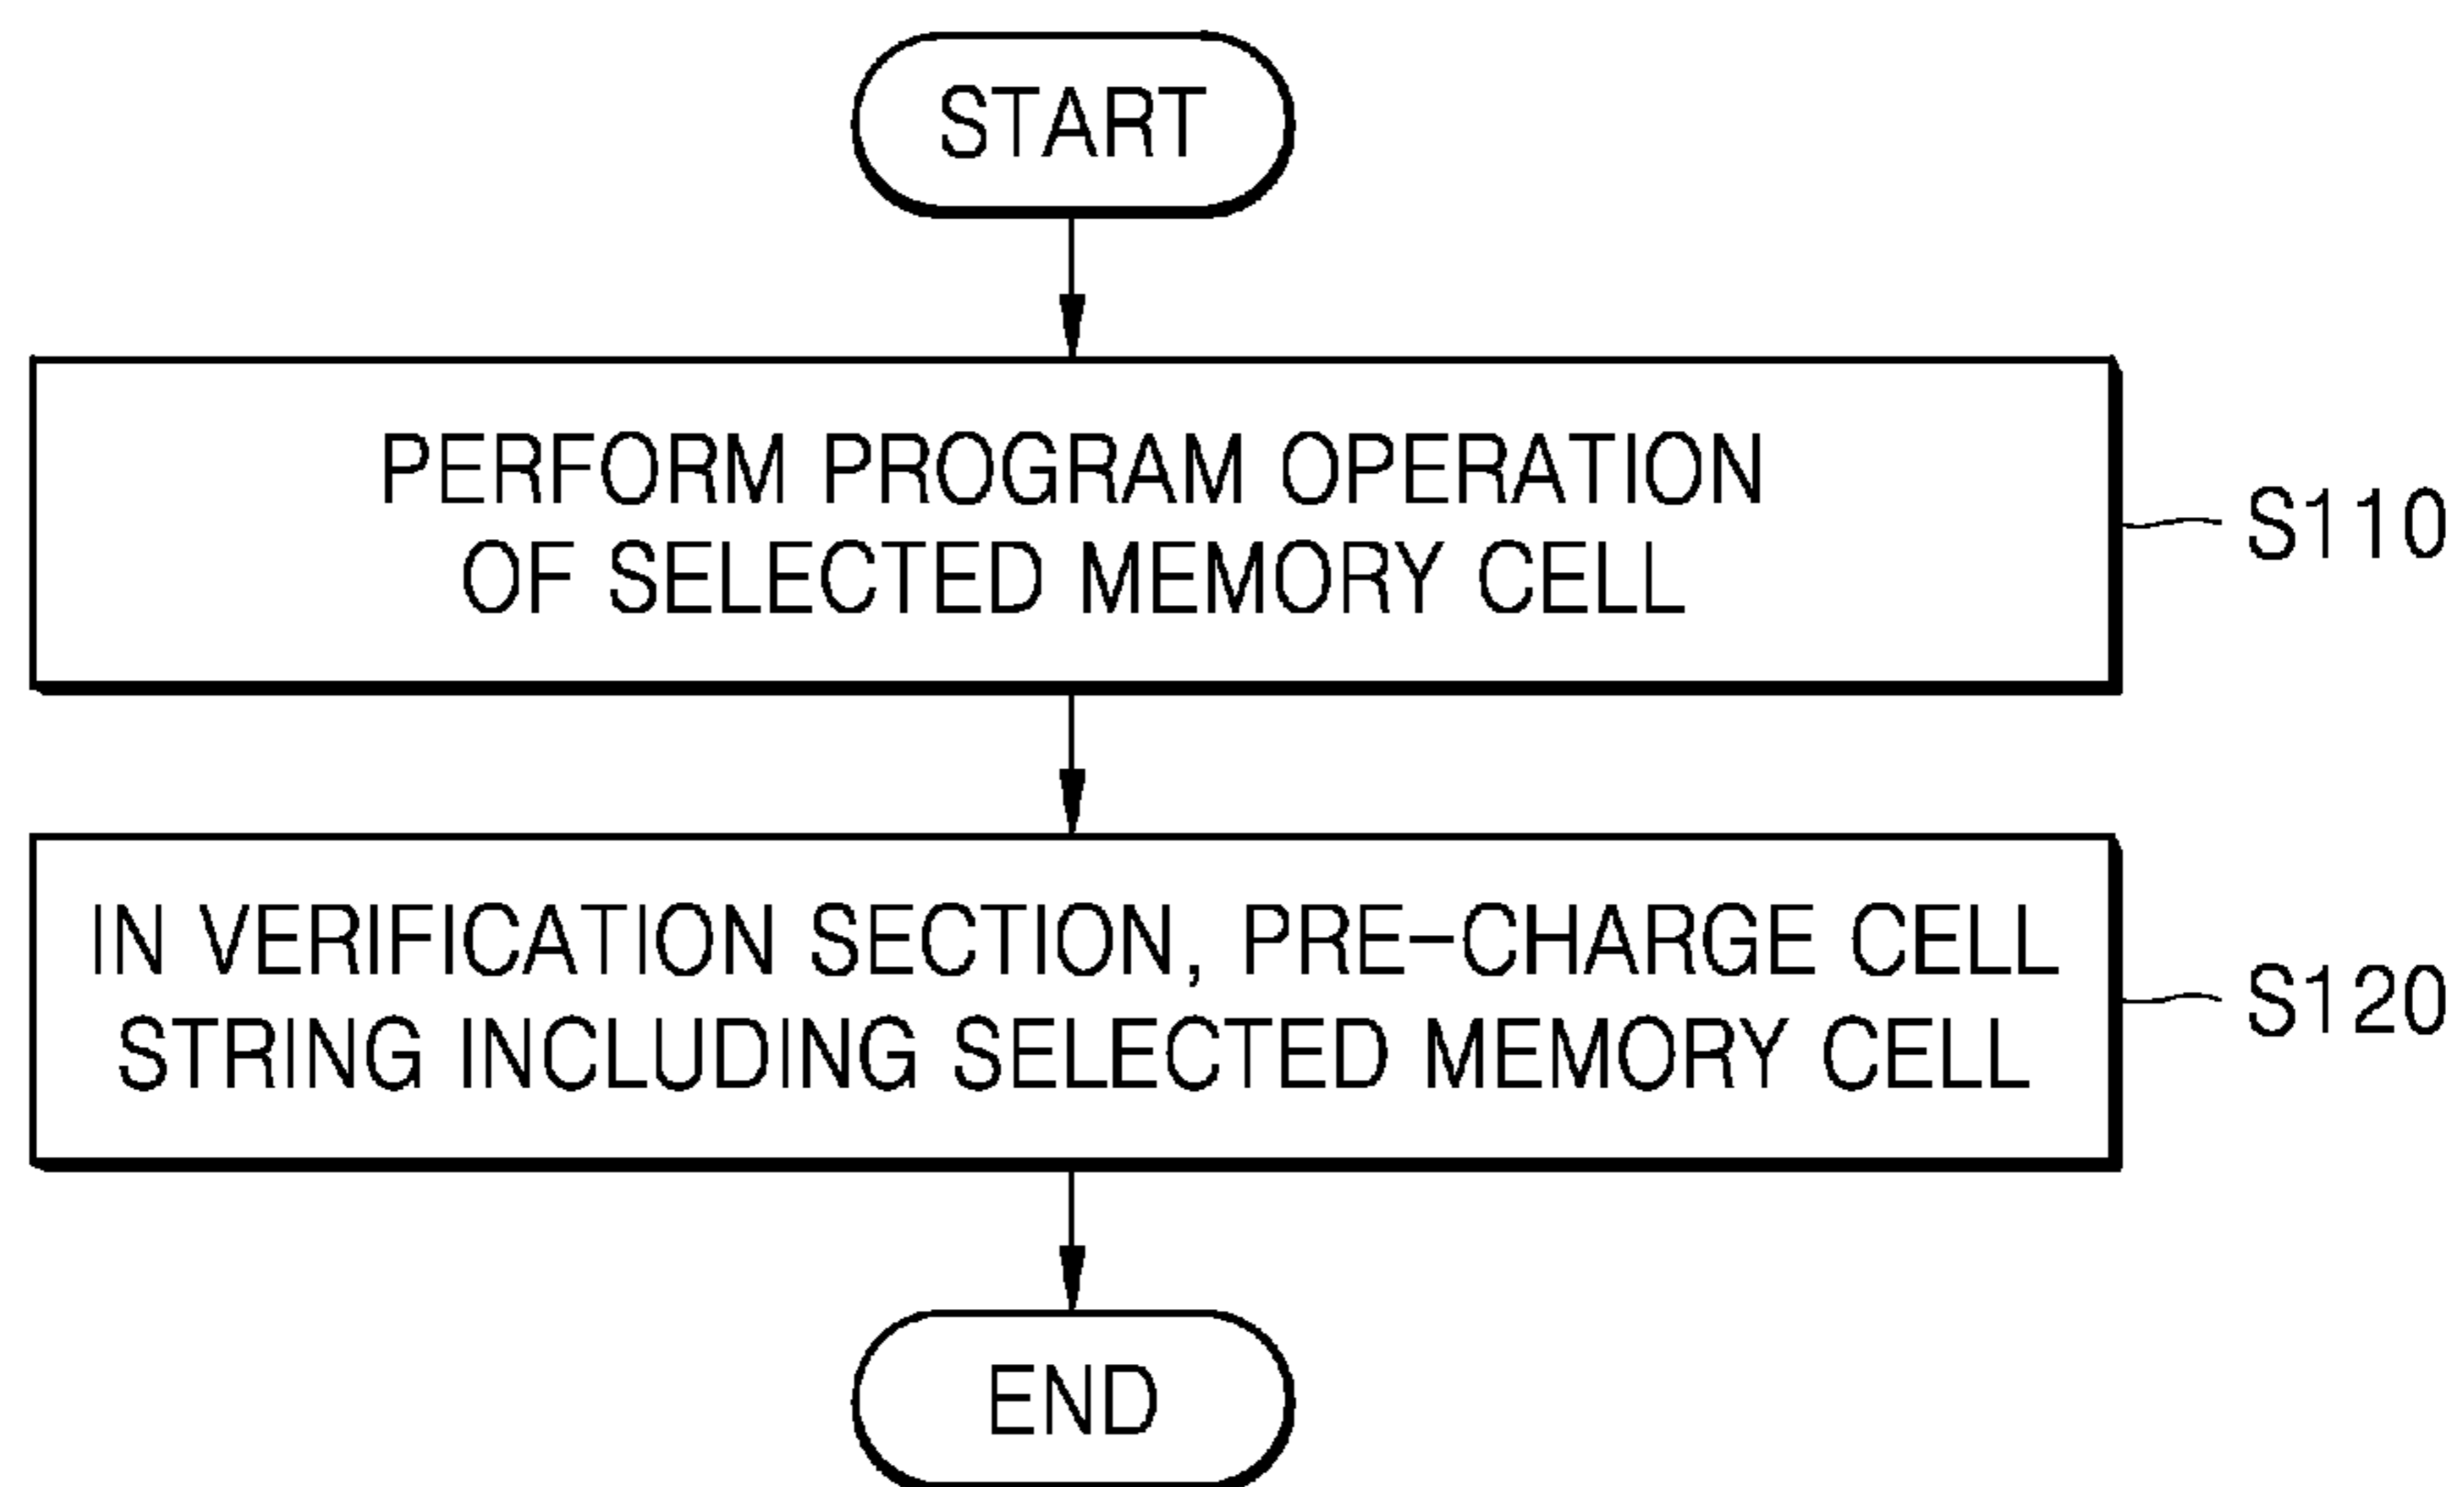 START
PERFORM PROGRAM OPERATION
OF SELECTED MEMORY CELL
S110
IN VERIFICATION SECTION, PRE-CHARGE CELL
STRING INCLUDING SELECTED MEMORY CELL
S120
END